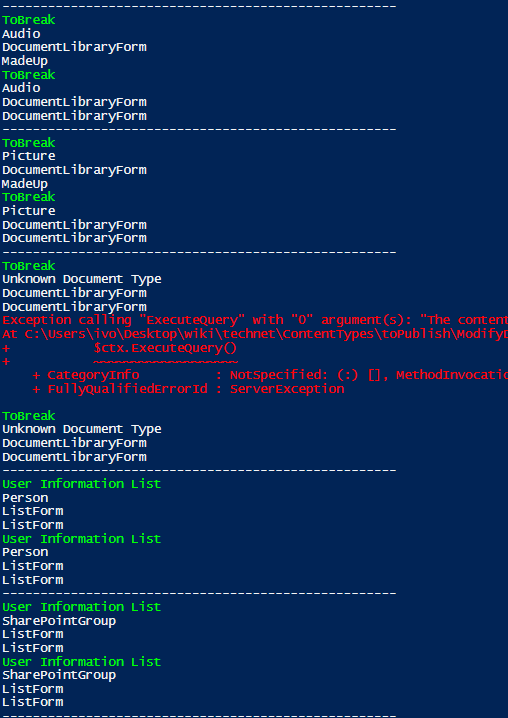 -----------------------------------------------------
ToBreak
Audio
DocumentLibraryForm
MadeUp
ToBreak
Audio
DocumentLibraryForm
DocumentLibraryForm
-----------------------------------------------------
ToBreak
Picture
DocumentLibraryForm
MadeUp
ToBreak
Picture
DocumentLibraryForm
DocumentLibraryForm
-----------------------------------------------------
ToBreak
Unknown Document Type
DocumentLibraryForm
DocumentLibraryForm
Exception calling "ExecuteQuery" with "0" argument(s): "The content
At C:\Users\ivo\Desktop\Wiki\technet\ContentTypes\toPublish\ModifyD
+ $ctx.ExecuteQuery()
+ ~~~~~~~~~~~~~~~~~~~
+ CategoryInfo : NotSpecified: (:) [], MethodInvocatio
+ FullyQualifiedErrorId : ServerException
ToBreak
Unknown Document Type
DocumentLibraryForm
DocumentLibraryForm
-----------------------------------------------------
User Information List
Person
ListForm
ListForm
User Information List
Person
ListForm
ListForm
-----------------------------------------------------
User Information List
SharePointGroup
ListForm
ListForm
User Information List
SharePointGroup
ListForm
ListForm
-----------------------------------------------------